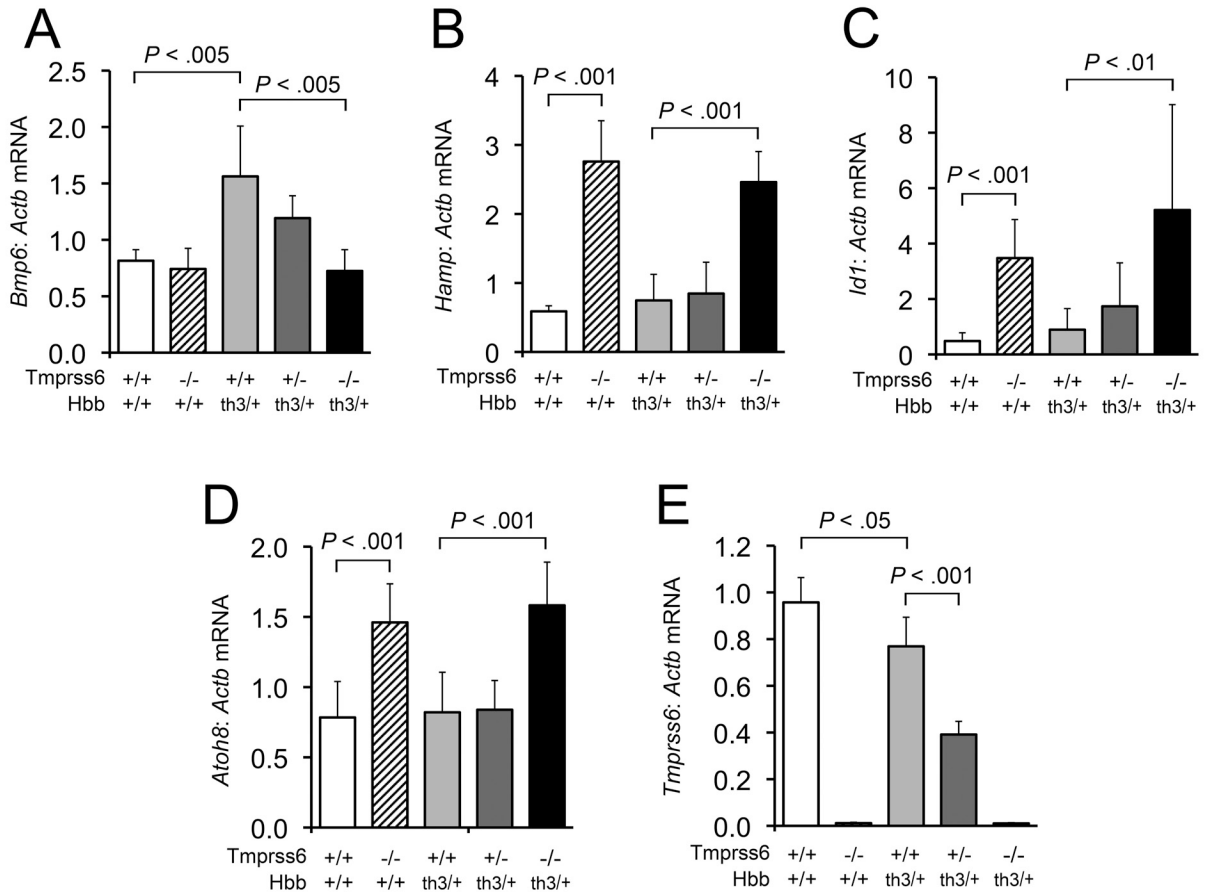 A
P < .005
P < .005
Bmp6: Actb mRNA
2.5
2.0
1.5
1.0
0.5
0.0
Tmprss6 +/+ -/- +/+ +/- -/-
Hbb +/+ +/+ th3/+ th3/+ th3/+
B
P < .001
P < .001
Hamp: Actb mRNA
4
3
2
1
0
Tmprss6 +/+ -/- +/+ +/- -/-
Hbb +/+ +/+ th3/+ th3/+ th3/+
C
P < .01
P < .001
Id1: Actb mRNA
10
8
6
4
2
0
Tmprss6 +/+ -/- +/+ +/- -/-
Hbb +/+ +/+ th3/+ th3/+ th3/+
D
P < .001
P < .001
Atoh8: Actb mRNA
2.0
1.5
1.0
0.5
0.0
Tmprss6 +/+ -/- +/+ +/- -/-
Hbb +/+ +/+ th3/+ th3/+ th3/+
E
P < .05
P < .001
Tmprss6: Actb mRNA
1.2
1.0
0.8
0.6
0.4
0.2
0.0
Tmprss6 +/+ -/- +/+ +/- -/-
Hbb +/+ +/+ th3/+ th3/+ th3/+